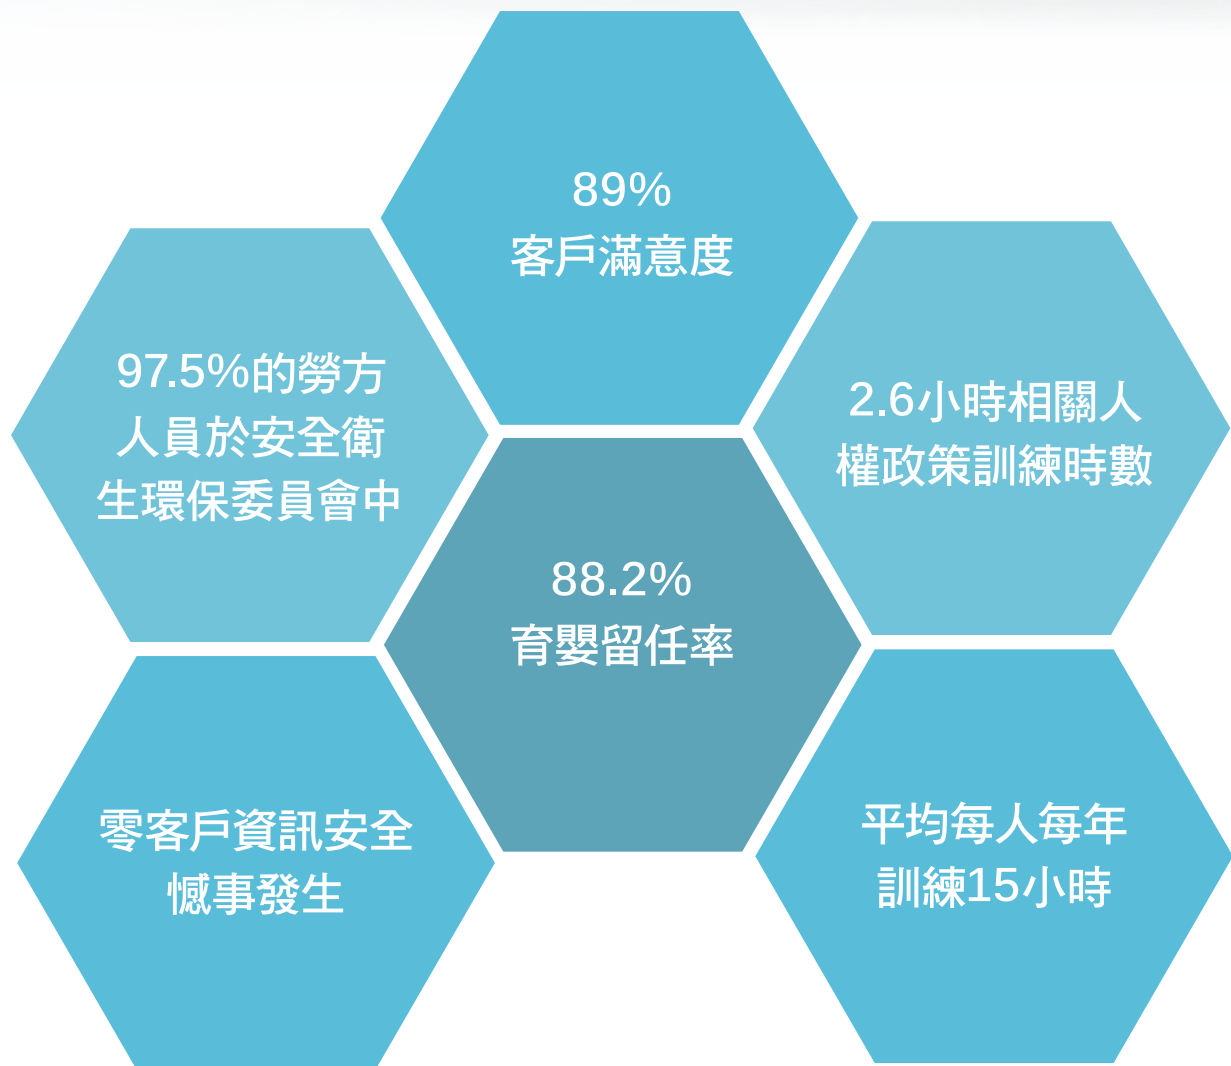 89%
客戶滿意度
97.5%的勞方
人員於安全衛
生環保委員會中
2.6小時相關人
權政策訓練時數
88.2%
育嬰留任率
零客戶資訊安全
憾事發生
平均每人每年
訓練15小時